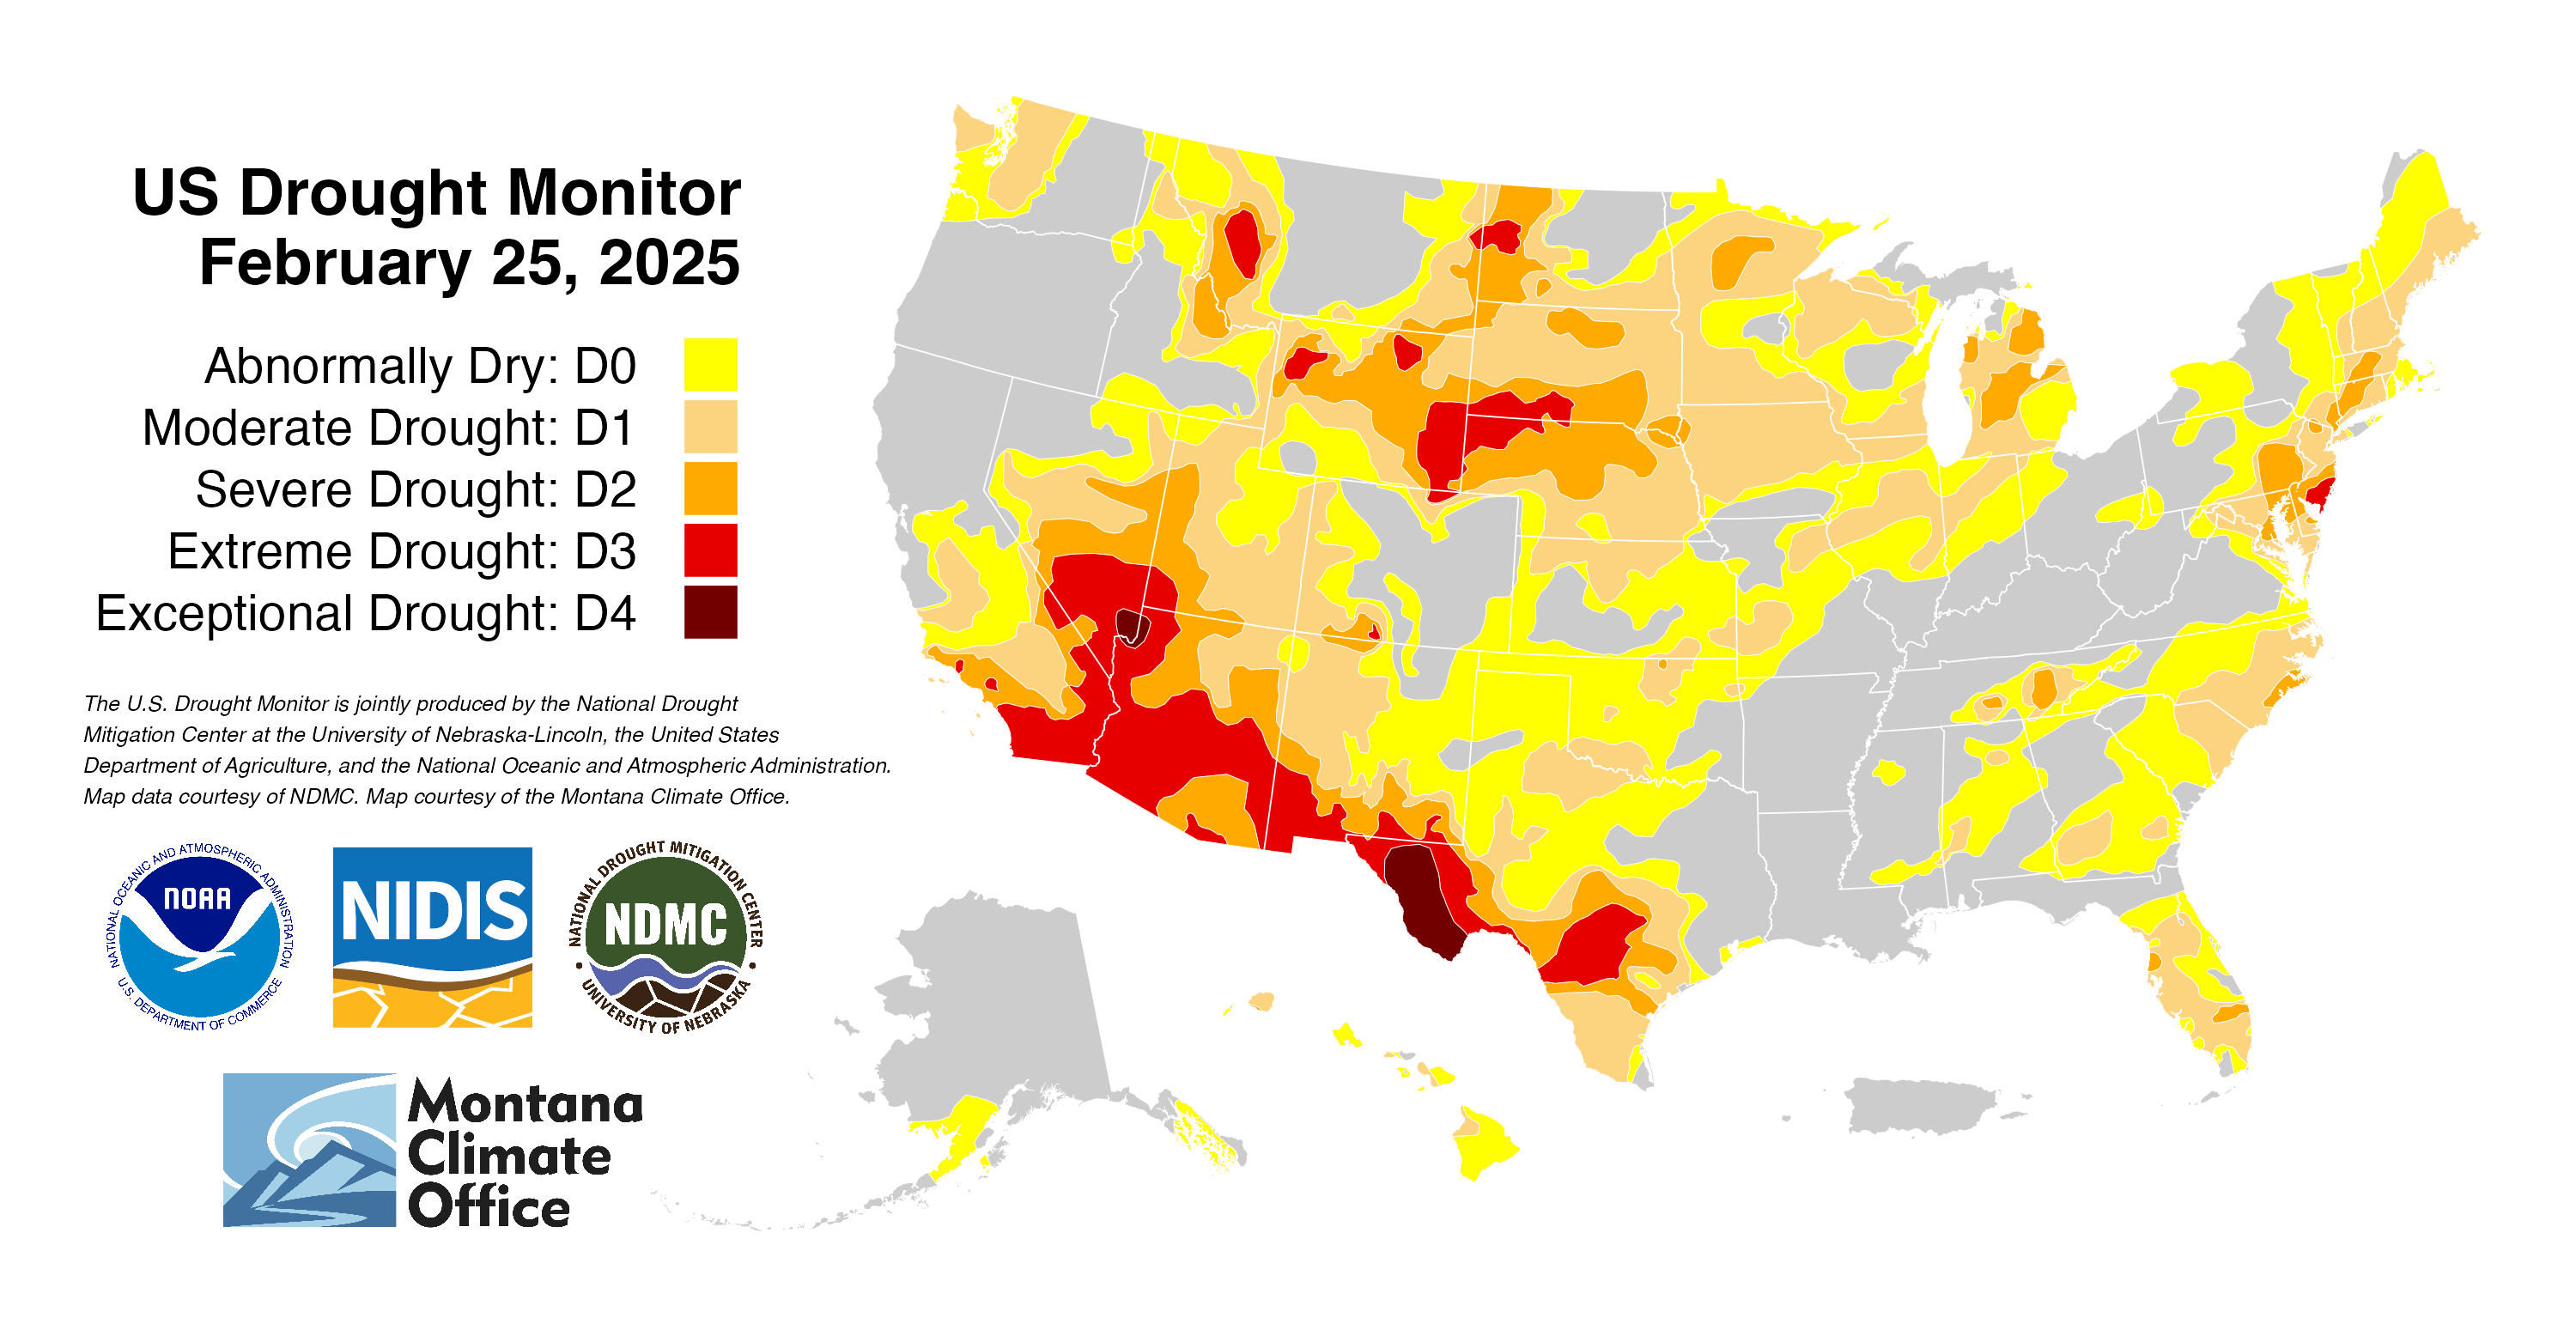 US Drought Monitor
February 25, 2025
Abnormally Dry: D0
Moderate Drought: D1
Severe Drought: D2
Extreme Drought: D3
Exceptional Drought: D4
The U.S. Drought Monitor is jointly produced by the National Drought
Mitigation Center at the University of Nebraska-Lincoln, the United States
Department of Agriculture, and the National Oceanic and Atmospheric Administration.
Map data courtesy of NDMC. Map courtesy of the Montana Climate Office.
NATIONAL OCEANIC AND ATMOSPHERIC ADMINISTRATION
NOAA
U.S. DEPARTMENT OF COMMERCE
NIDIS
NATIONAL DROUGHT MITIGATION CENTER
NDMC
UNIVERSITY OF NEBRASKA
Montana
Climate
Office